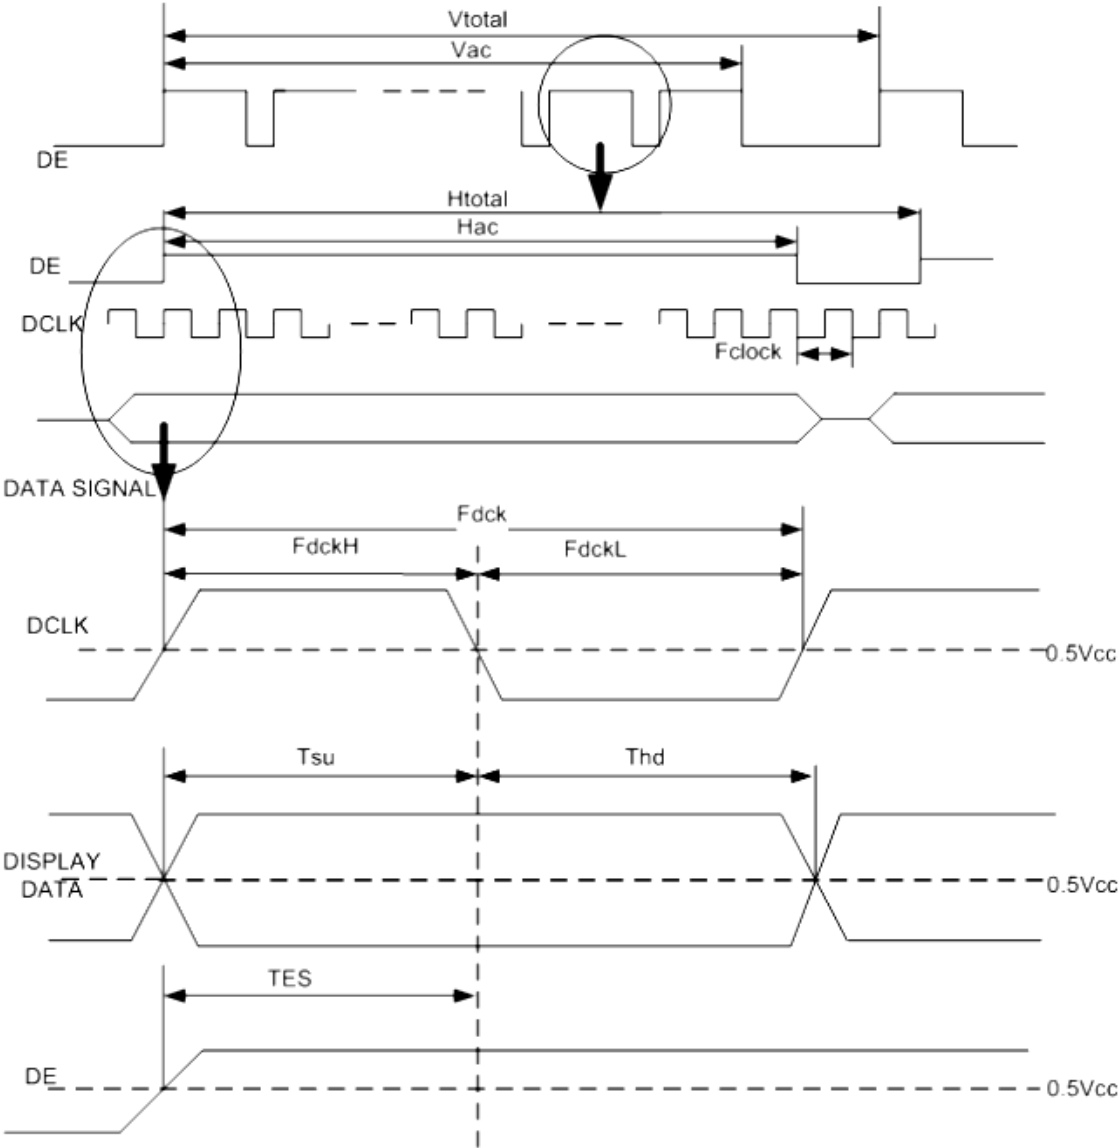 Vtotal
Vac
DE
Htotal
Hac
DE
DCLK
Fclock
DATA SIGNAL
Fdck
FdckH
FdckL
DCLK
0.5Vcc
Tsu
Thd
DISPLAY
DATA
0.5Vcc
TES
DE
0.5Vcc